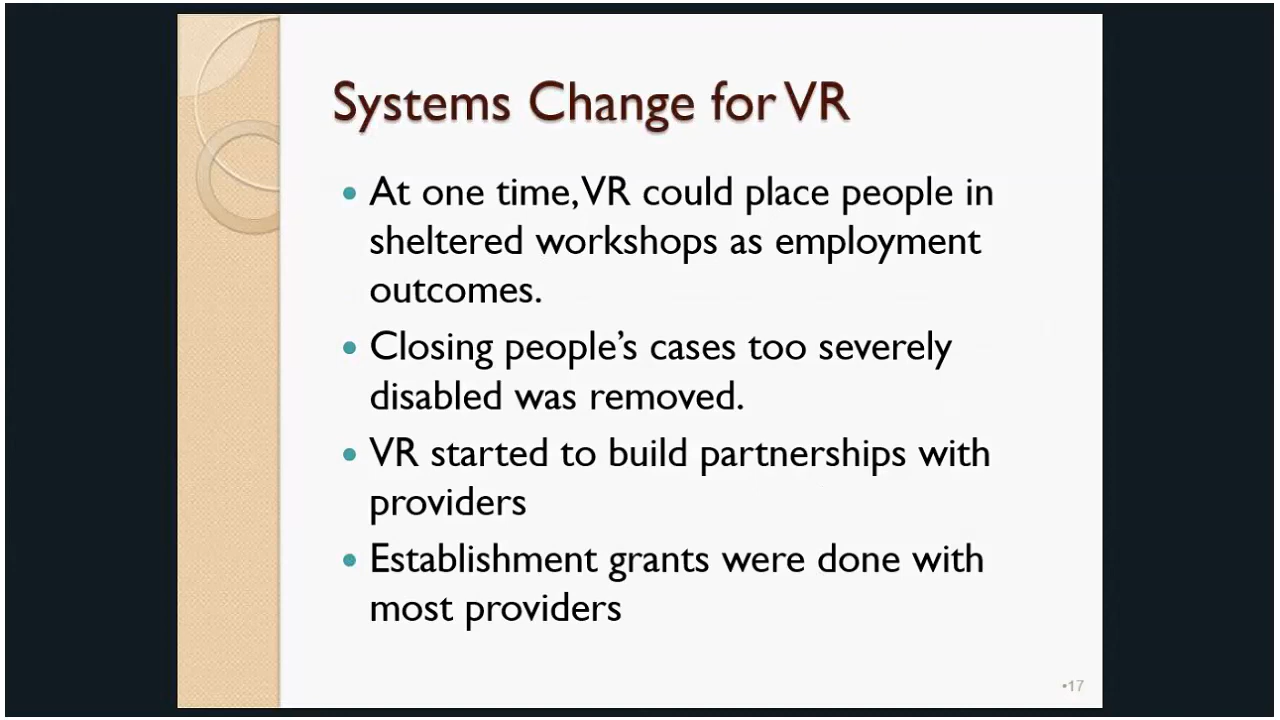 Systems Change for VR
• At one time, VR could place people in
sheltered workshops as employment
outcomes.
• Closing people’s cases too severely
disabled was removed.
• VR started to build partnerships with
providers
• Establishment grants were done with
most providers
•17